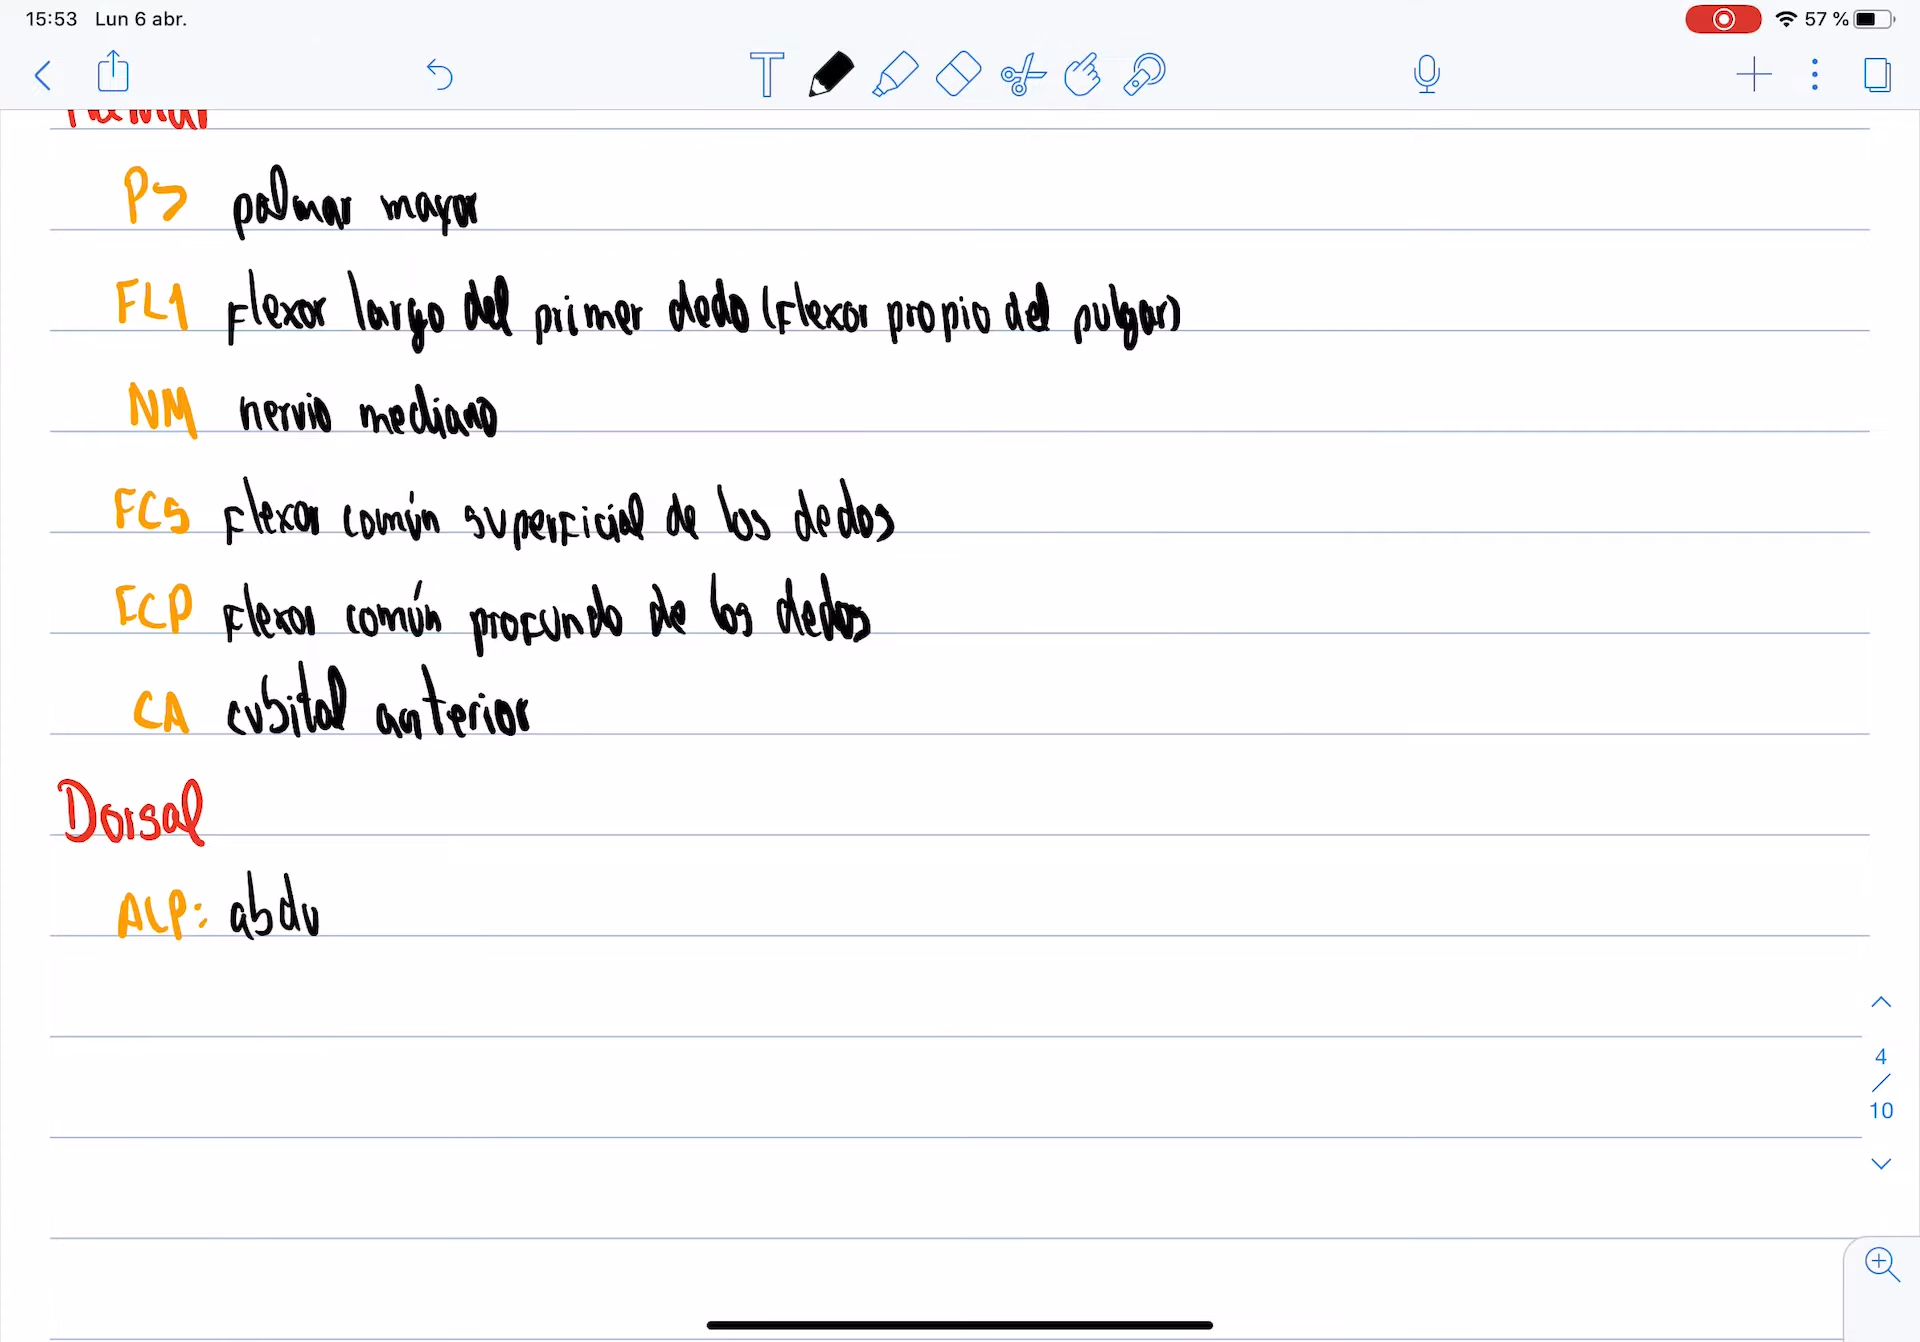 15:53 Lun 6 abr. 57 %
P> palmar mayor
FL1 Flexor largo del primer dedo (Flexor propio del pulgar)
NM nervio mediano
FCS Flexor común superficial de los dedos
FCP Flexor común profundo de los dedos
CA cubital anterior
Dorsal
ALP: abdu
4
/
10